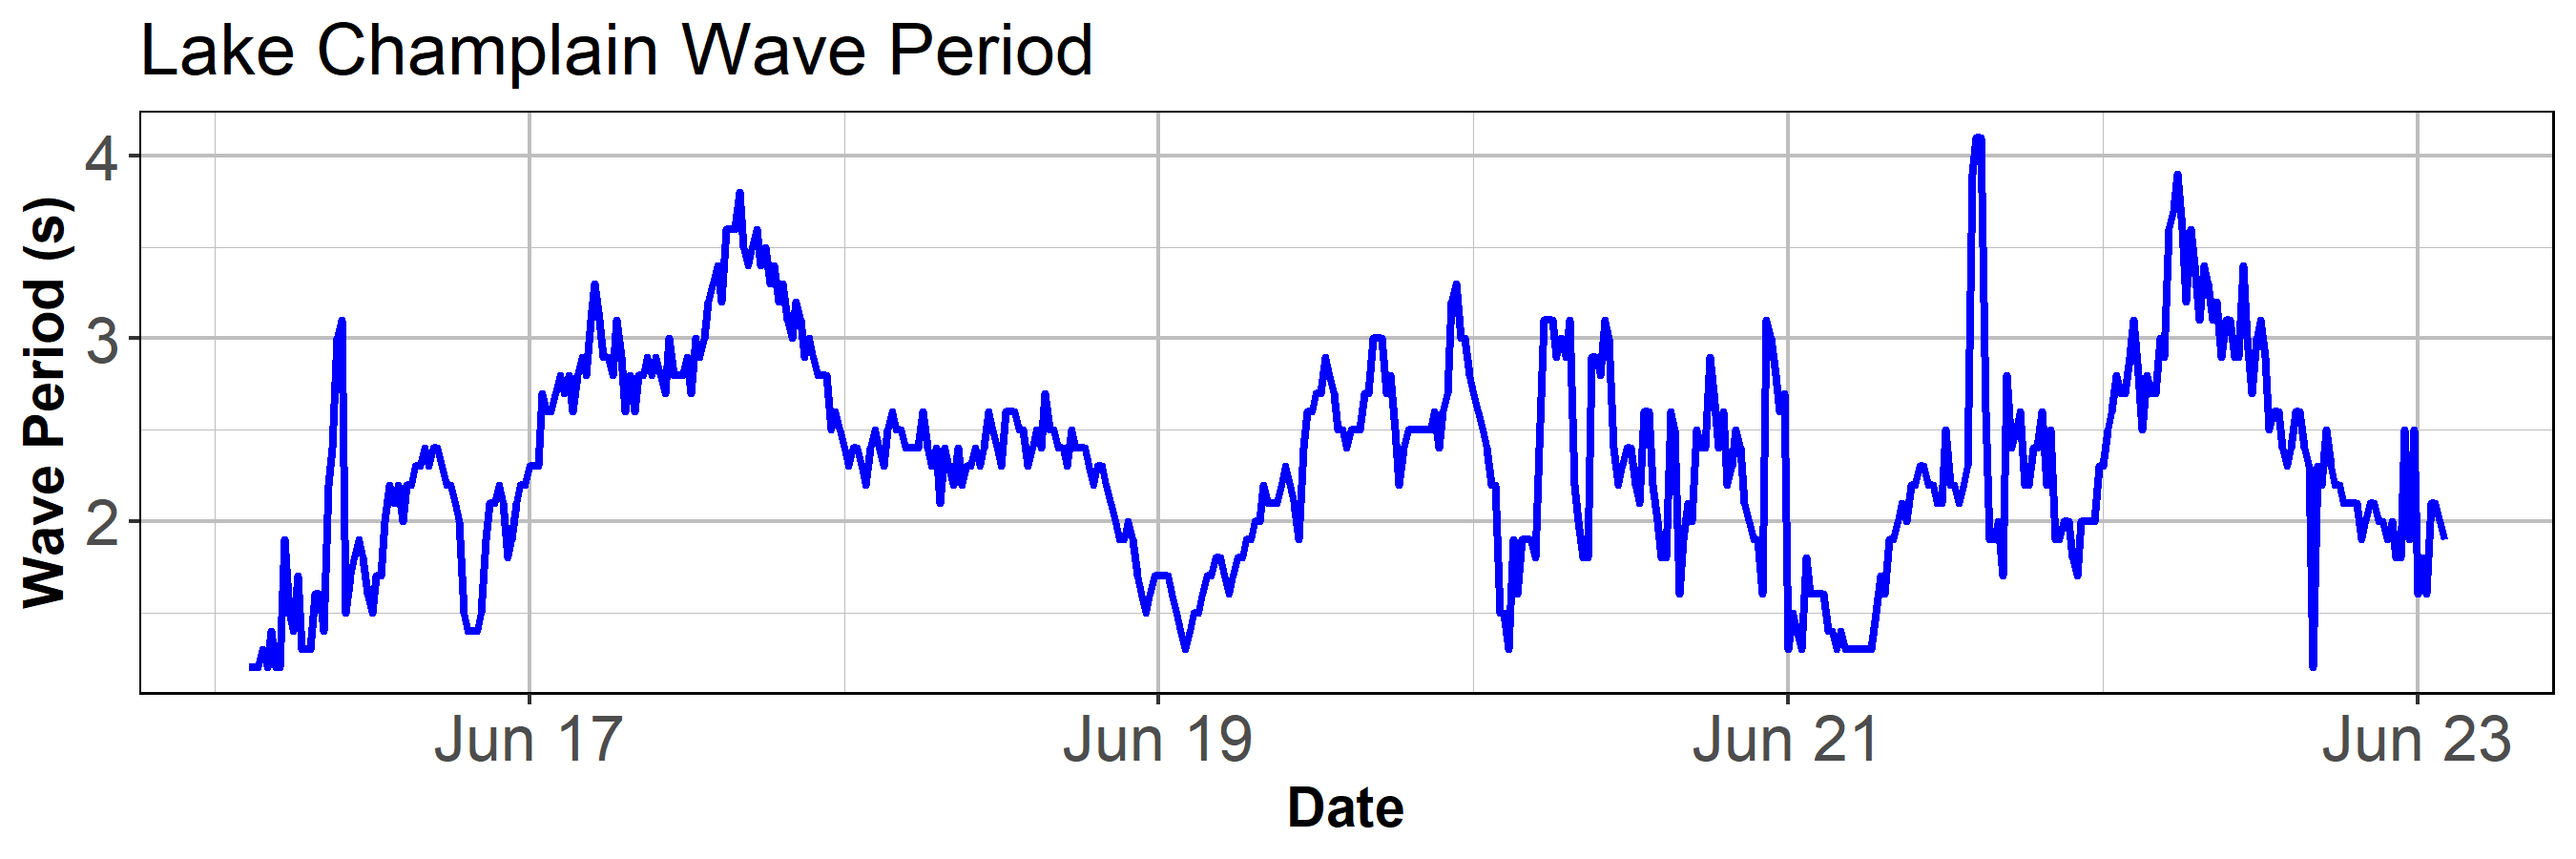 Lake Champlain Wave Period
Wave Period (s)
4
3
2
Jun 17 Jun 19 Jun 21 Jun 23
Date